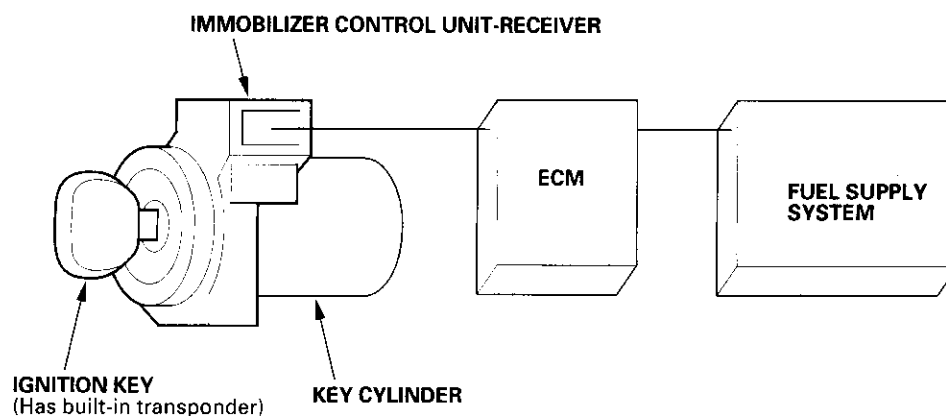 IMMOBILIZER CONTROL UNIT-RECEIVER
ECM
FUEL SUPPLY
SYSTEM
IGNITION KEY
(Has built-in transponder)
KEY CYLINDER